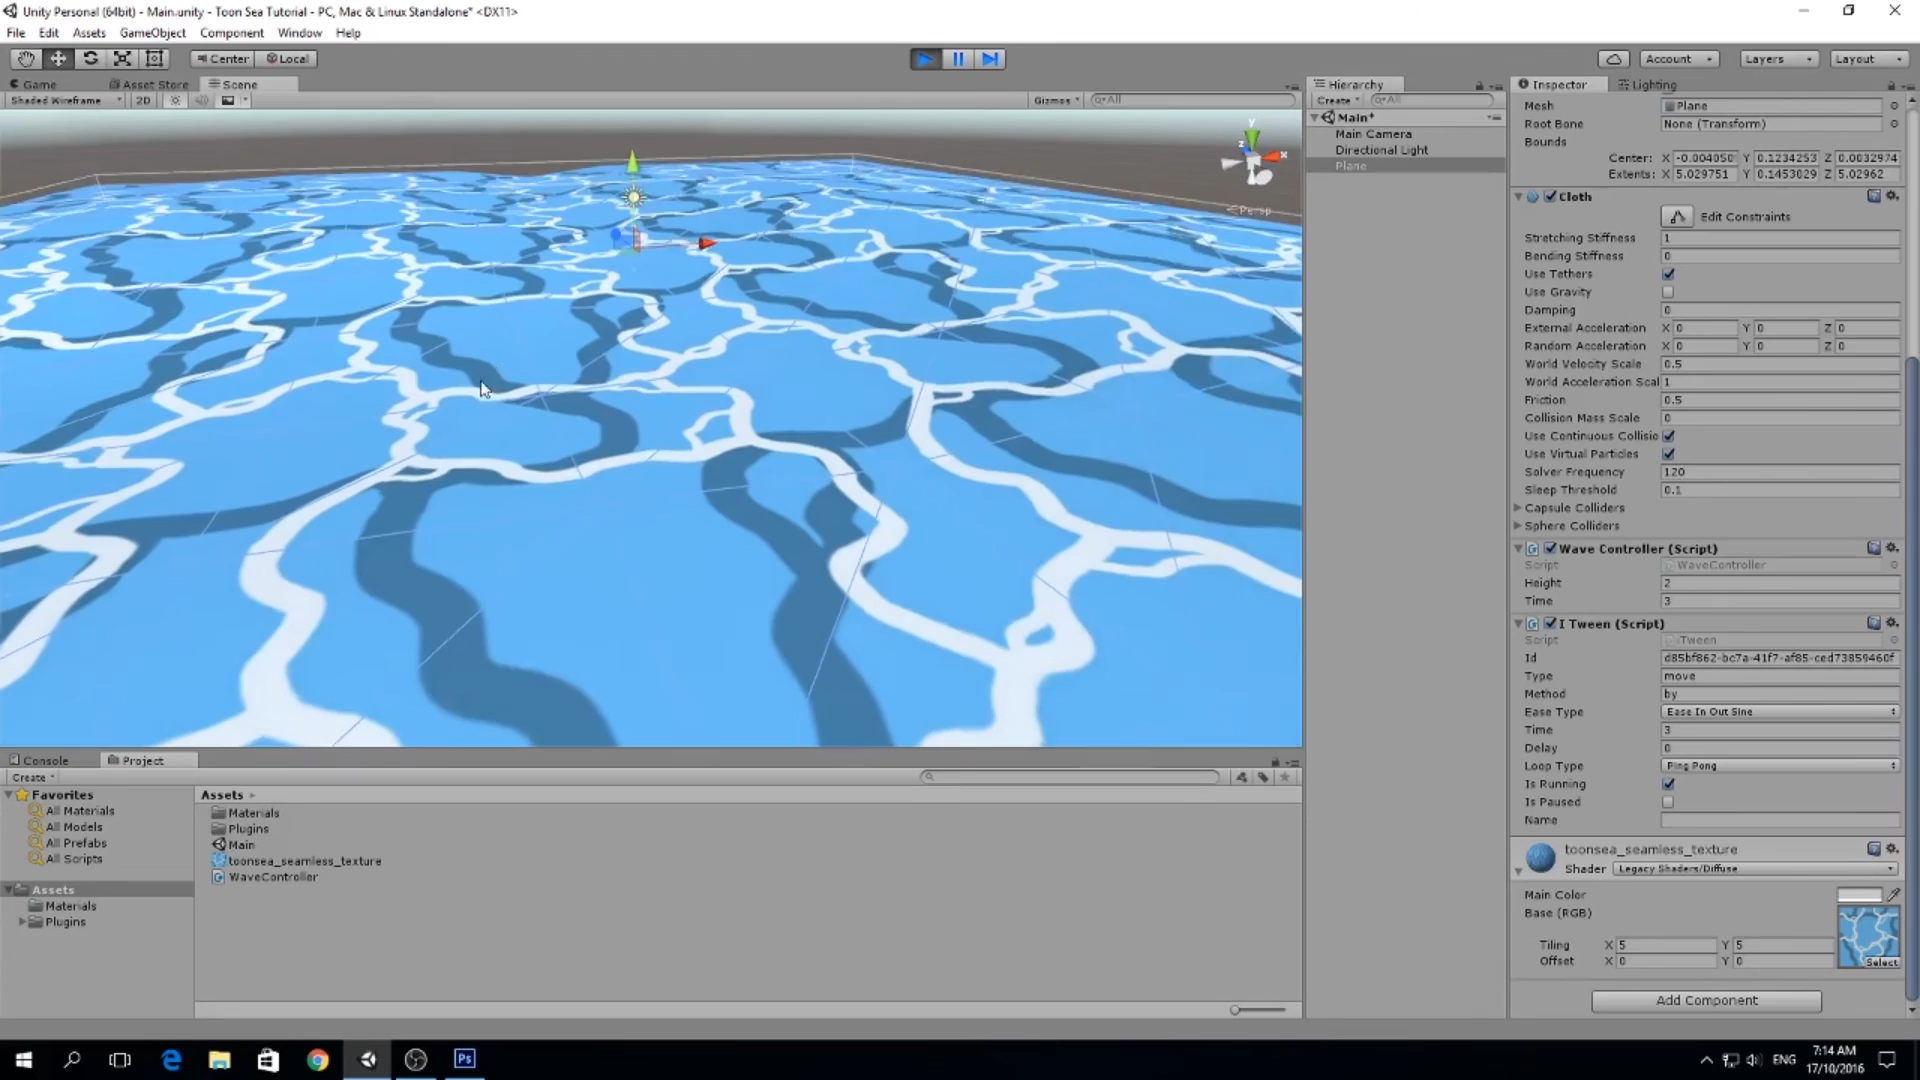 Unity Personal (64bit) - Main.unity - Toon Sea Tutorial - PC, Mac & Linux Standalone* <DX11>
File Edit Assets GameObject Component Window Help
Center Local Account Layers Layout
Game Asset Store Scene Hierarchy Inspector Lighting
Shaded Wireframe 2D Gizmos All Create All
Main*
Main Camera
Directional Light
Plane
y
z
x
Persp
Mesh Plane
Root Bone None (Transform)
Bounds
Center: X -0.004050 Y 0.1234253 Z 0.0032974
Extents: X 5.029751 Y 0.1453029 Z 5.02962
Cloth
Edit Constraints
Stretching Stiffness 1
Bending Stiffness 0
Use Tethers
Use Gravity
Damping 0
External Acceleration X 0 Y 0 Z 0
Random Acceleration X 0 Y 0 Z 0
World Velocity Scale 0.5
World Acceleration Scal 1
Friction 0.5
Collision Mass Scale 0
Use Continuous Collisio
Use Virtual Particles
Solver Frequency 120
Sleep Threshold 0.1
Capsule Colliders
Sphere Colliders
Wave Controller (Script)
Script WaveController
Height 2
Time 3
I Tween (Script)
Script iTween
Id d85bf862-bc7a-41f7-af85-ced73859460f
Type move
Method by
Ease Type Ease In Out Sine
Time 3
Delay 0
Loop Type Ping Pong
Is Running
Is Paused
Name
toonsea_seamless_texture
Shader Legacy Shaders/Diffuse
Main Color
Base (RGB)
Tiling X 5 Y 5
Offset X 0 Y 0
Select
Add Component
Console Project
Create
Favorites
All Materials
All Models
All Prefabs
All Scripts
Assets
Materials
Plugins
Assets
Materials
Plugins
Main
toonsea_seamless_texture
WaveController
Ps
ENG
7:14 AM
17/10/2016